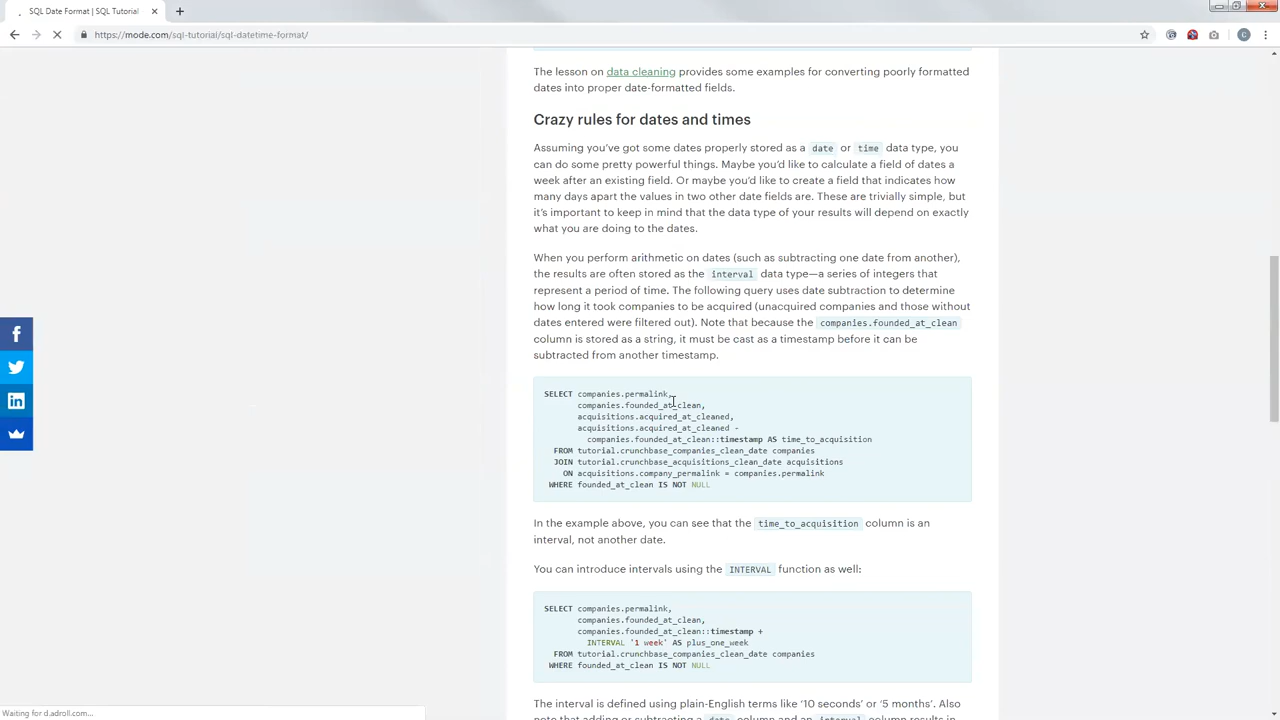 SQL Date Format | SQL Tutorial
https://mode.com/sql-tutorial/sql-datetime-format/
The lesson on data cleaning provides some examples for converting poorly formatted
dates into proper date-formatted fields.
Crazy rules for dates and times
Assuming you've got some dates properly stored as a date or time data type, you
can do some pretty powerful things. Maybe you'd like to calculate a field of dates a
week after an existing field. Or maybe you'd like to create a field that indicates how
many days apart the values in two other date fields are. These are trivially simple, but
it's important to keep in mind that the data type of your results will depend on exactly
what you are doing to the dates.
When you perform arithmetic on dates (such as subtracting one date from another),
the results are often stored as the interval data type—a series of integers that
represent a period of time. The following query uses date subtraction to determine
how long it took companies to be acquired (unacquired companies and those without
dates entered were filtered out). Note that because the companies.founded_at_clean
column is stored as a string, it must be cast as a timestamp before it can be
subtracted from another timestamp.
SELECT companies.permalink,
companies.founded_at_clean,
acquisitions.acquired_at_cleaned,
acquisitions.acquired_at_cleaned -
companies.founded_at_clean::timestamp AS time_to_acquisition
FROM tutorial.crunchbase_companies_clean_date companies
JOIN tutorial.crunchbase_acquisitions_clean_date acquisitions
ON acquisitions.company_permalink = companies.permalink
WHERE founded_at_clean IS NOT NULL
In the example above, you can see that the time_to_acquisition column is an
interval, not another date.
You can introduce intervals using the INTERVAL function as well:
SELECT companies.permalink,
companies.founded_at_clean,
companies.founded_at_clean::timestamp +
INTERVAL '1 week' AS plus_one_week
FROM tutorial.crunchbase_companies_clean_date companies
WHERE founded_at_clean IS NOT NULL
The interval is defined using plain-English terms like '10 seconds' or '5 months'. Also
note that adding or subtracting a date column and an interval column results in
Waiting for d.adroll.com...